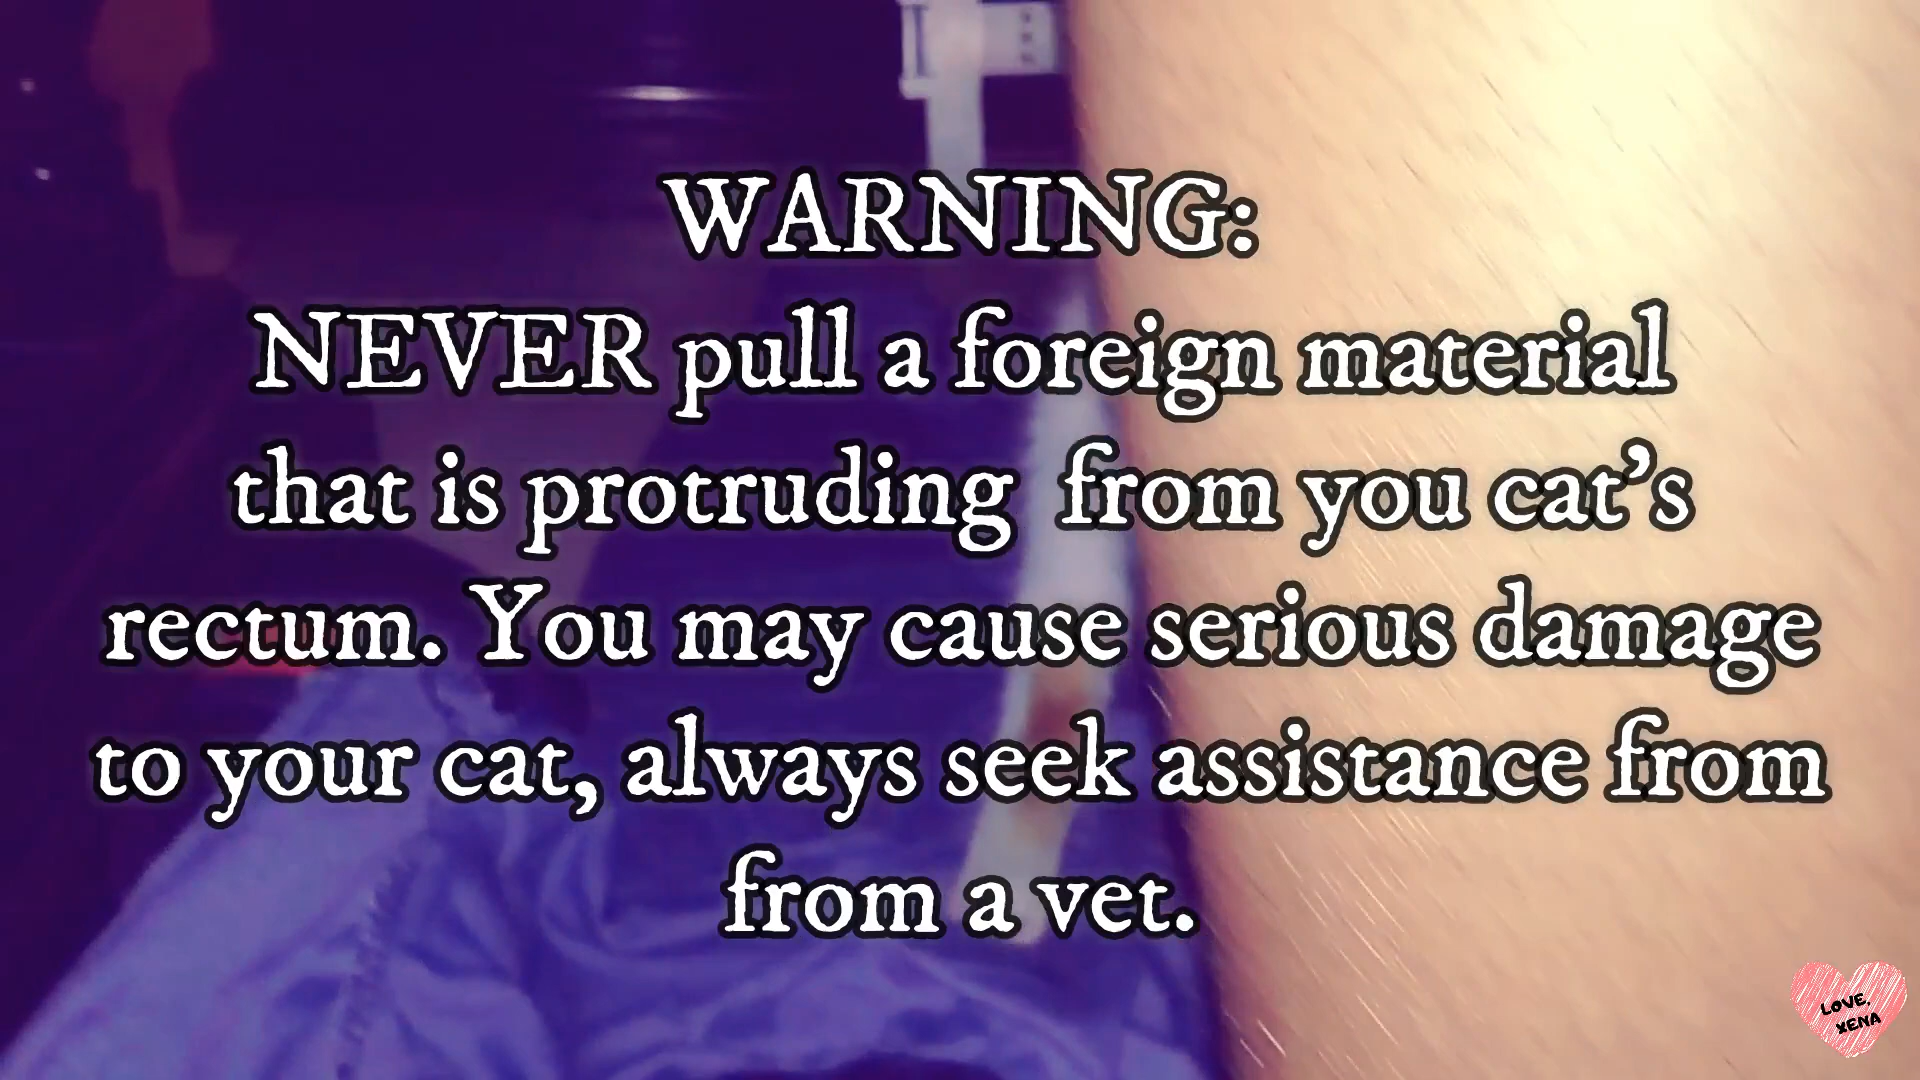 WARNING:
NEVER pull a foreign material
that is protruding  from you cat's
rectum. You may cause serious damage
to your cat, always seek assistance from
from a vet.
LOVE,
XENA